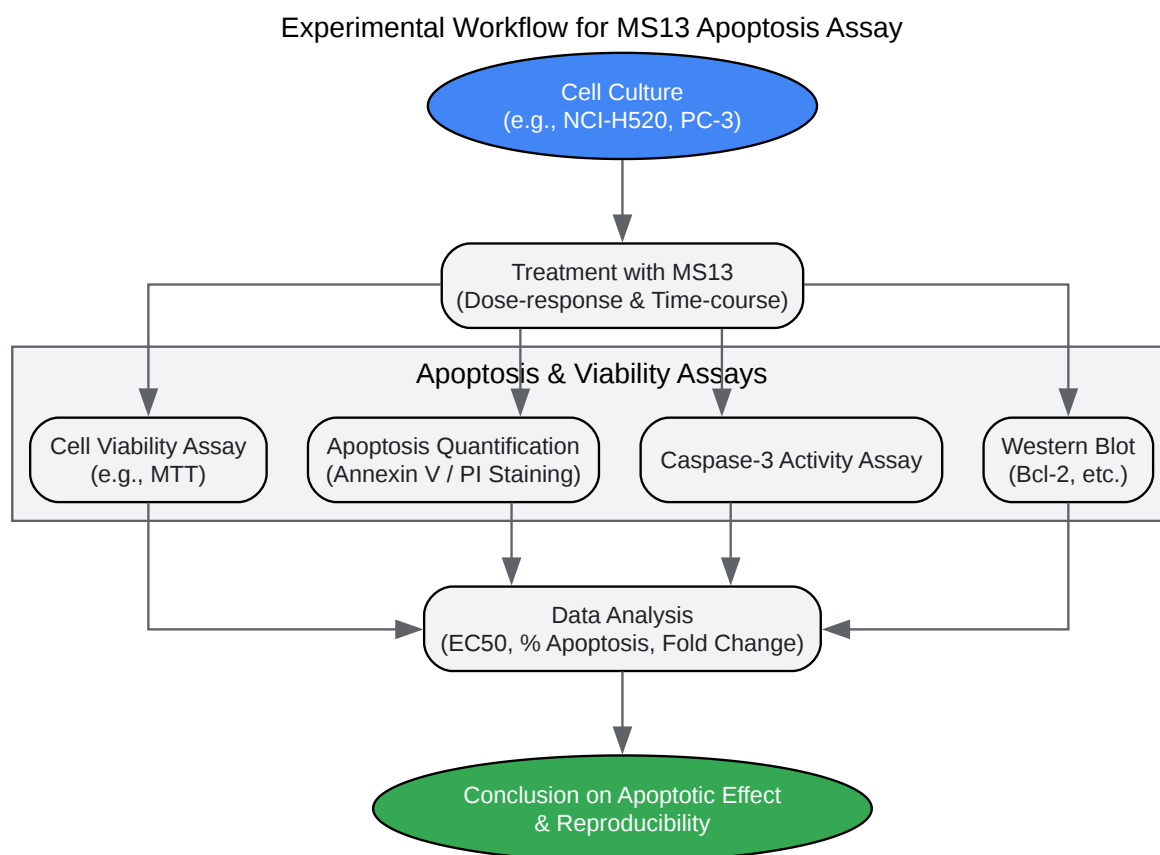 Experimental Workflow for MS13 Apoptosis Assay
Cell Culture
(e.g., NCI-H520, PC-3)
Treatment with MS13
(Dose-response & Time-course)
Apoptosis & Viability Assays
Cell Viability Assay
(e.g., MTT)
Apoptosis Quantification
(Annexin V / PI Staining)
Caspase-3 Activity Assay
Western Blot
(Bcl-2, etc.)
Data Analysis
(EC50, % Apoptosis, Fold Change)
Conclusion on Apoptotic Effect
& Reproducibility